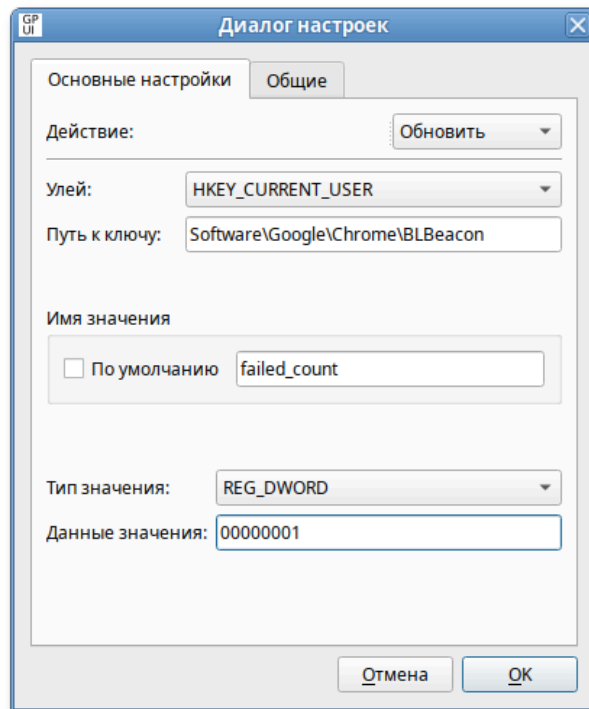 GP
UI
Диалог настроек
Основные настройки
Общие
Действие:
Обновить
Улей:
HKEY_CURRENT_USER
Путь к ключу:
Software\Google\Chrome\BLBeacon
Имя значения
По умолчанию
failed_count
Тип значения:
REG_DWORD
Данные значения:
00000001
Отмена
OK